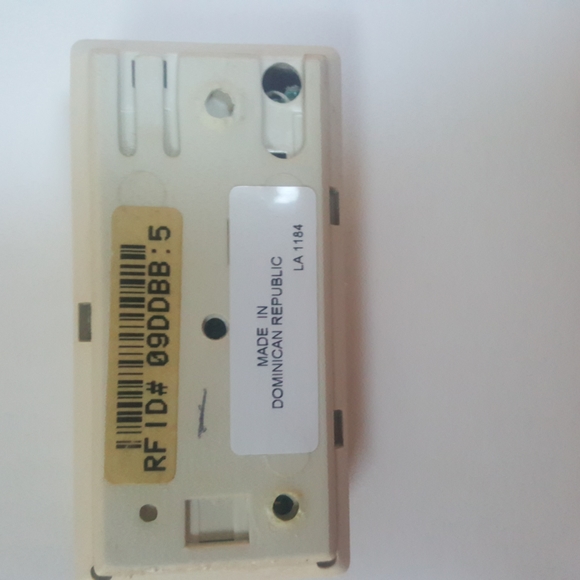 RF ID# 09DDBB:5
MADE IN
DOMINICAN REPUBLIC
LA 1184